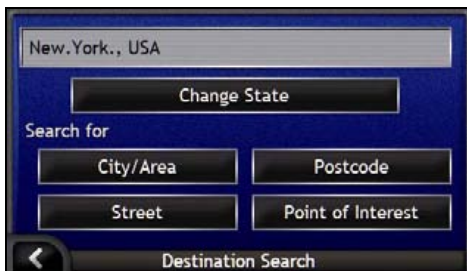 New.York., USA
Change State
Search for
City/Area
Postcode
Street
Point of Interest
Destination Search